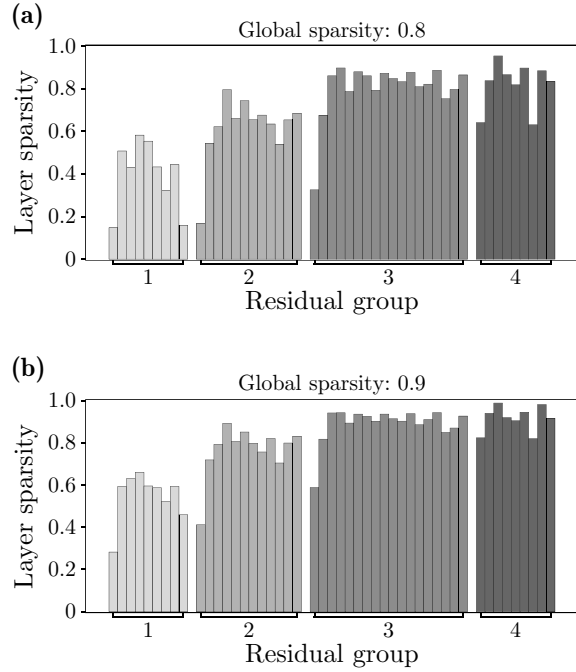 (a)
Global sparsity: 0.8
Layer sparsity
1.0
0.8
0.6
0.4
0.2
0
1 2 3 4
Residual group
(b)
Global sparsity: 0.9
Layer sparsity
1.0
0.8
0.6
0.4
0.2
0
1 2 3 4
Residual group